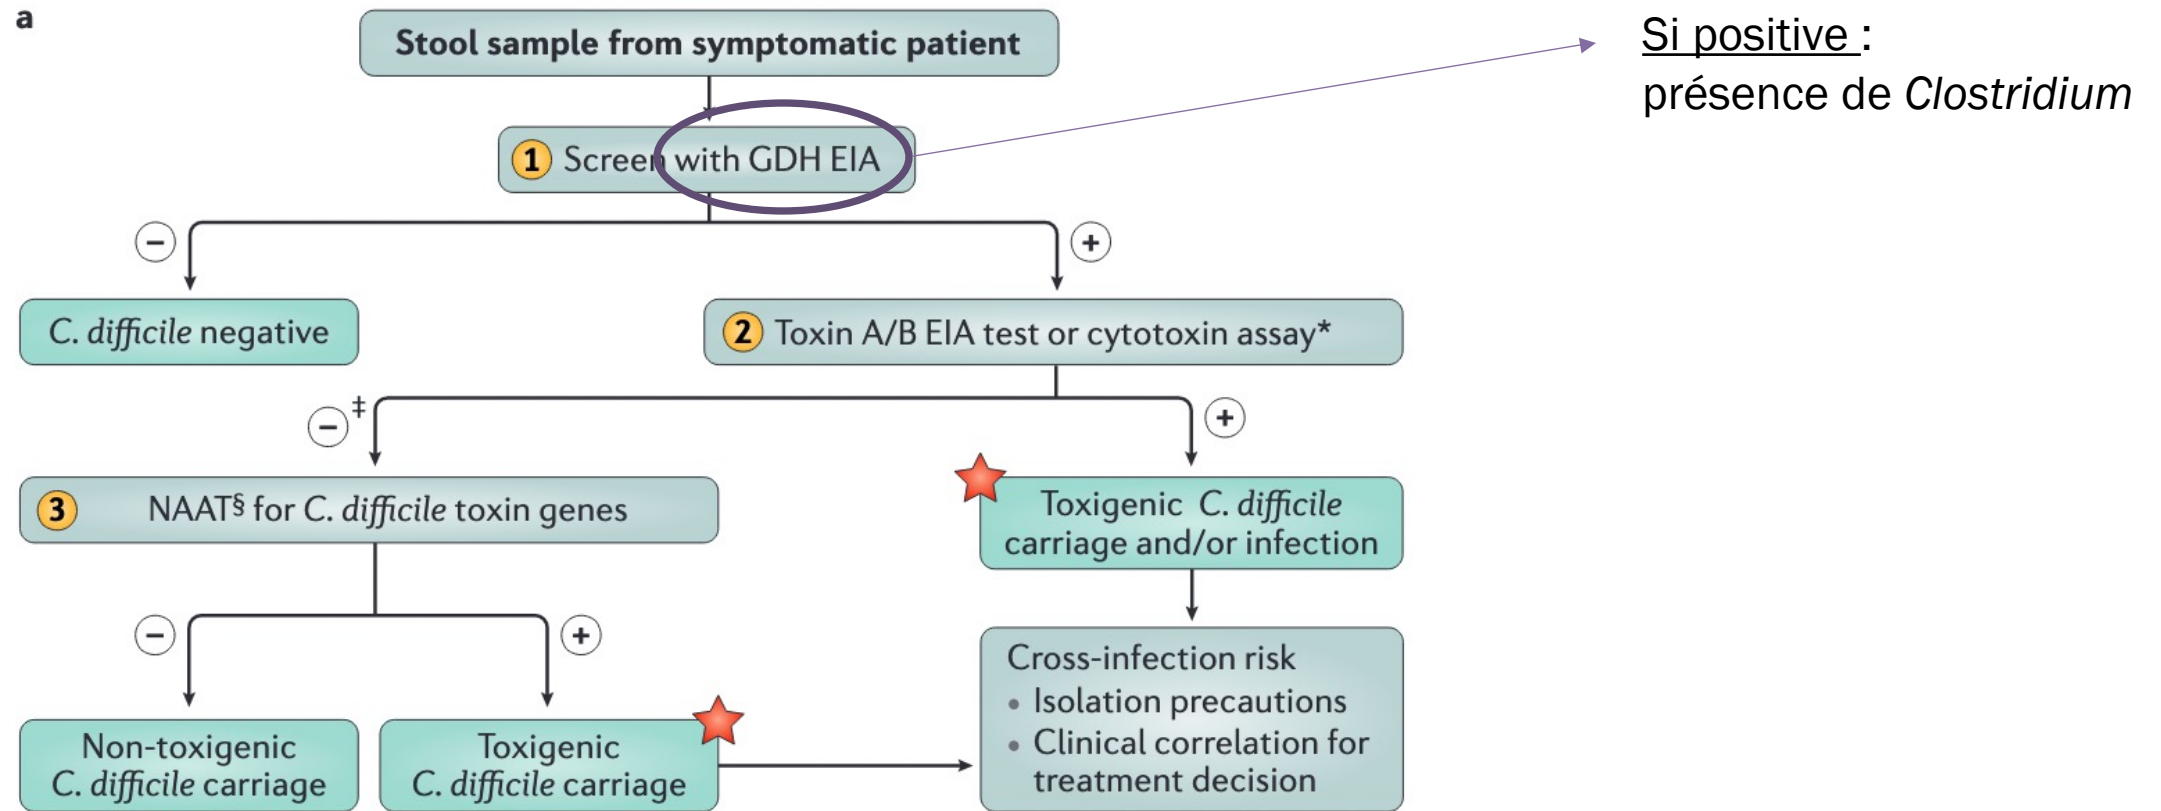 a
Stool sample from symptomatic patient
Si positive :
présence de Clostridium
1 Screen with GDH EIA
−
+
C. difficile negative
2 Toxin A/B EIA test or cytotoxin assay*
−‡
+
3 NAAT§ for C. difficile toxin genes
Toxigenic C. difficile
carriage and/or infection
−
+
Cross-infection risk
• Isolation precautions
• Clinical correlation for
treatment decision
Non-toxigenic
C. difficile carriage
Toxigenic
C. difficile carriage